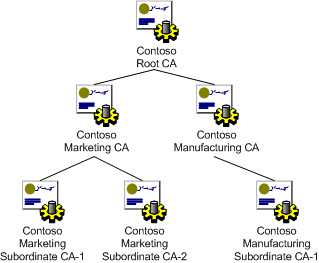 Contoso
Root CA
Contoso
Marketing CA
Contoso
Manufacturing CA
Contoso
Marketing
Subordinate CA-1
Contoso
Marketing
Subordinate CA-2
Contoso
Manufacturing
Subordinate CA-1